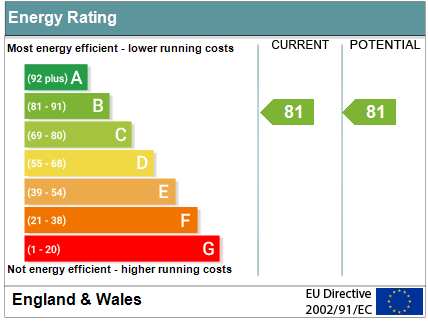 Energy Rating
Most energy efficient - lower running costs
CURRENT
POTENTIAL
(92 plus) A
(81 - 91) B
81
81
(69 - 80) C
(55 - 68) D
(39 - 54) E
(21 - 38) F
(1 - 20) G
Not energy efficient - higher running costs
England & Wales
EU Directive
2002/91/EC